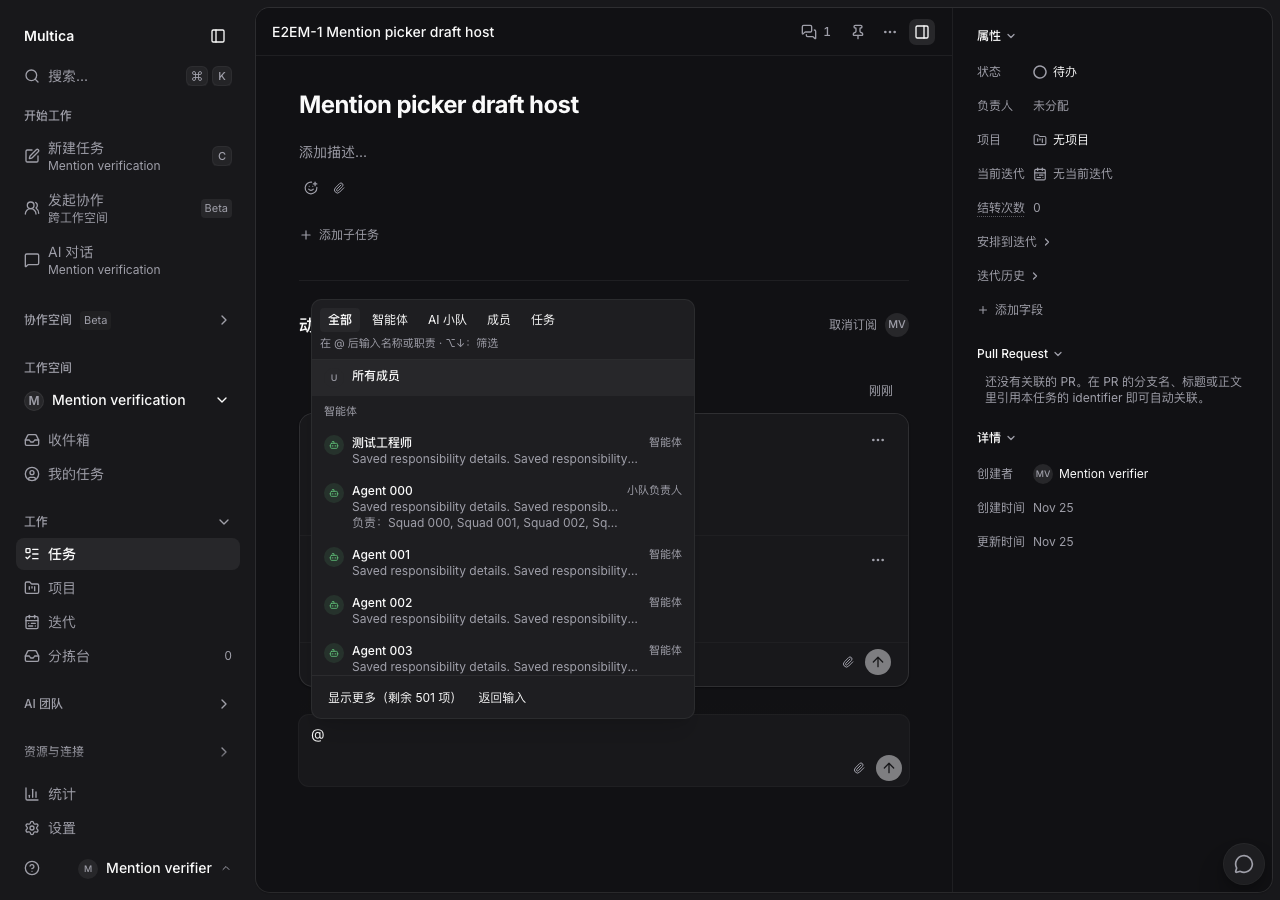 Multica
搜索...
⌘ K
开始工作
新建任务
Mention verification
C
发起协作
跨工作空间
Beta
AI 对话
Mention verification
协作空间 Beta
工作空间
M Mention verification
收件箱
我的任务
工作
任务
项目
迭代
分拣台 0
AI 团队
资源与连接
统计
设置
M Mention verifier
E2EM-1 Mention picker draft host
1
Mention picker draft host
添加描述...
添加子任务
动
取消订阅 MV
刚刚
全部 智能体 AI 小队 成员 任务
在 @ 后输入名称或职责 · ⌥↓：筛选
U 所有成员
智能体
测试工程师 智能体
Saved responsibility details. Saved responsibility...
Agent 000 小队负责人
Saved responsibility details. Saved responsib...
负责：Squad 000, Squad 001, Squad 002, Sq...
Agent 001 智能体
Saved responsibility details. Saved responsibility...
Agent 002 智能体
Saved responsibility details. Saved responsibility...
Agent 003 智能体
Saved responsibility details. Saved responsibility...
显示更多（剩余 501 项） 返回输入
@
属性
状态 待办
负责人 未分配
项目 无项目
当前迭代 无当前迭代
结转次数 0
安排到迭代
迭代历史
添加字段
Pull Request
还没有关联的 PR。在 PR 的分支名、标题或正文
里引用本任务的 identifier 即可自动关联。
详情
创建者 MV Mention verifier
创建时间 Nov 25
更新时间 Nov 25